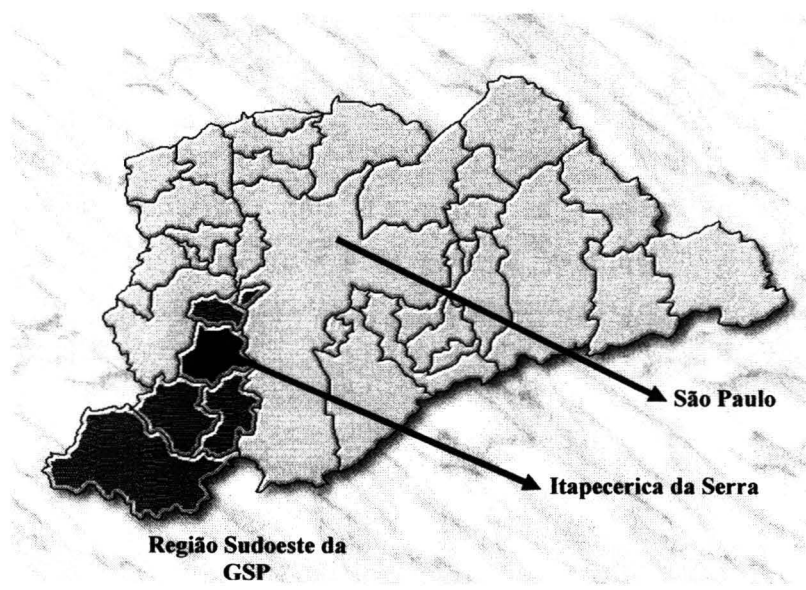 São Paulo
Itapecerica da Serra
Região Sudoeste da
GSP